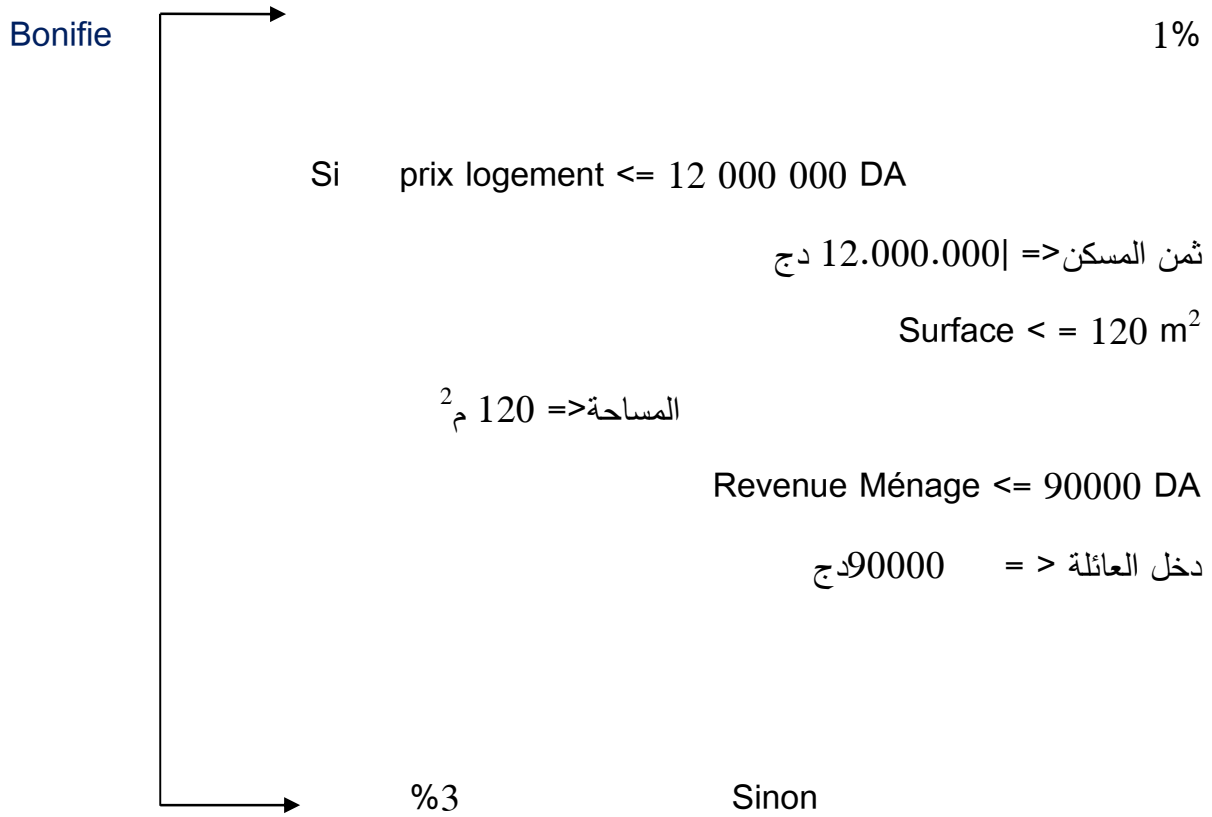 Bonifie 1%
Si prix logement <= 12 000 000 DA
ثمن المسكن<= |12.000.000 دج
Surface < = 120 m²
المساحة<= 120 م²
Revenue Ménage <= 90000 DA
دخل العائلة < = 90000دج
%3 Sinon